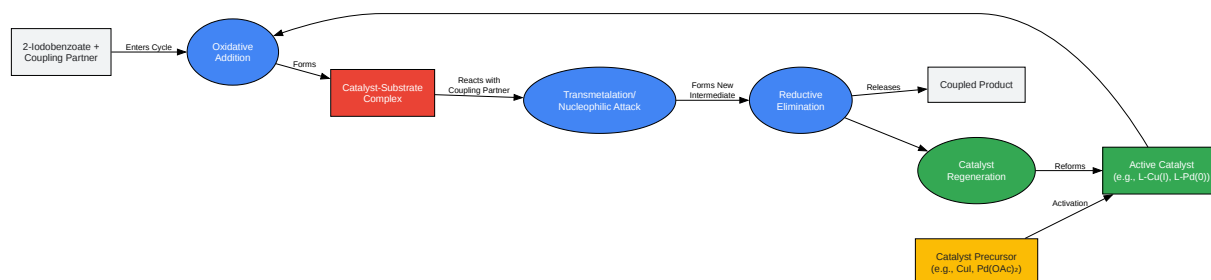 2-Iodobenzoate +
Coupling Partner
Enters Cycle
Oxidative
Addition
Forms
Catalyst-Substrate
Complex
Reacts with
Coupling Partner
Transmetalation/
Nucleophilic Attack
Forms New
Intermediate
Reductive
Elimination
Releases
Coupled Product
Catalyst
Regeneration
Reforms
Active Catalyst
(e.g., L-Cu(I), L-Pd(0))
Activation
Catalyst Precursor
(e.g., CuI, Pd(OAc)₂)